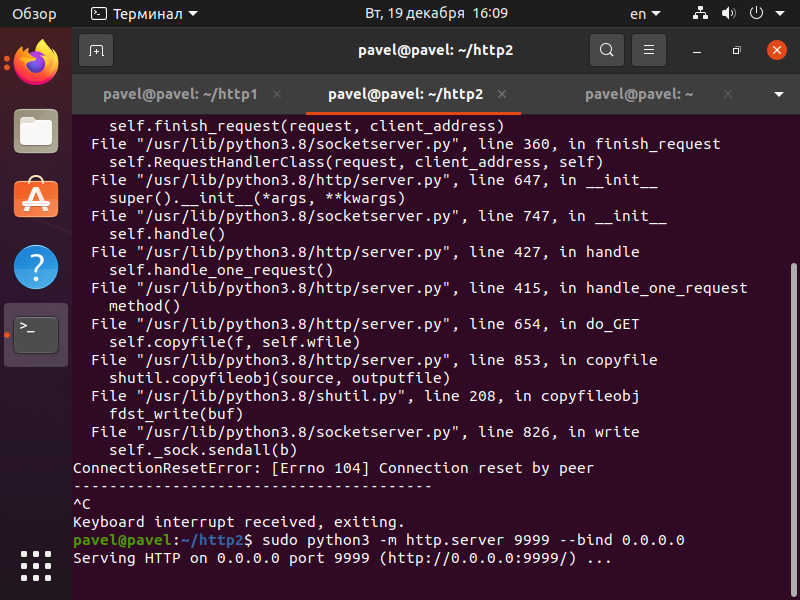 Обзор Терминал Вт, 19 декабря 16:09 en
pavel@pavel: ~/http2
pavel@pavel: ~/http1 pavel@pavel: ~/http2 pavel@pavel: ~
self.finish_request(request, client_address)
File "/usr/lib/python3.8/socketserver.py", line 360, in finish_request
self.RequestHandlerClass(request, client_address, self)
File "/usr/lib/python3.8/http/server.py", line 647, in __init__
super().__init__(*args, **kwargs)
File "/usr/lib/python3.8/socketserver.py", line 747, in __init__
self.handle()
File "/usr/lib/python3.8/http/server.py", line 427, in handle
self.handle_one_request()
File "/usr/lib/python3.8/http/server.py", line 415, in handle_one_request
method()
File "/usr/lib/python3.8/http/server.py", line 654, in do_GET
self.copyfile(f, self.wfile)
File "/usr/lib/python3.8/http/server.py", line 853, in copyfile
shutil.copyfileobj(source, outputfile)
File "/usr/lib/python3.8/shutil.py", line 208, in copyfileobj
fdst_write(buf)
File "/usr/lib/python3.8/socketserver.py", line 826, in write
self._sock.sendall(b)
ConnectionResetError: [Errno 104] Connection reset by peer
----------------------------------------
^C
Keyboard interrupt received, exiting.
pavel@pavel:~/http2$ sudo python3 -m http.server 9999 --bind 0.0.0.0
Serving HTTP on 0.0.0.0 port 9999 (http://0.0.0.0:9999/) ...